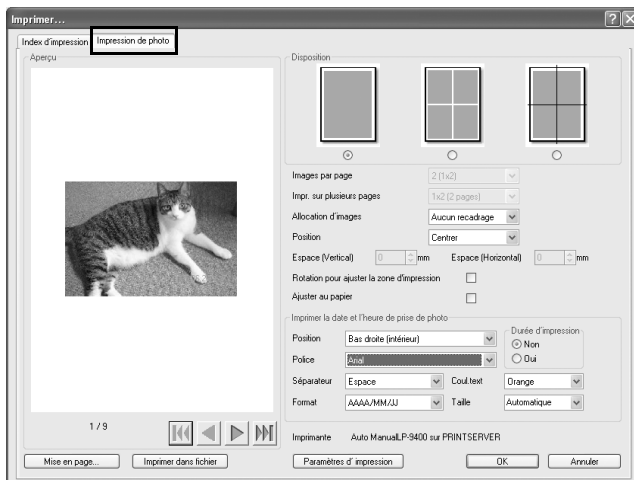 Imprimer...
Index d'impression Impression de photo
Aperçu
1 / 9
Mise en page... Imprimer dans fichier
Disposition
Images par page 2 (1x2)
Impr. sur plusieurs pages 1x2 (2 pages)
Allocation d'images Aucun recadrage
Position Centrer
Espace (Vertical) 0 mm Espace (Horizontal) 0 mm
Rotation pour ajuster la zone d'impression
Ajuster au papier
Imprimer la date et l'heure de prise de photo
Position Bas droite (intérieur)
Durée d'impression
Non
Oui
Police Arial
Séparateur Espace Coul.text Orange
Format AAAA/MM/JJ Taille Automatique
Imprimante Auto ManualLP-9400 sur PRINTSERVER
Paramètres d' impression OK Annuler